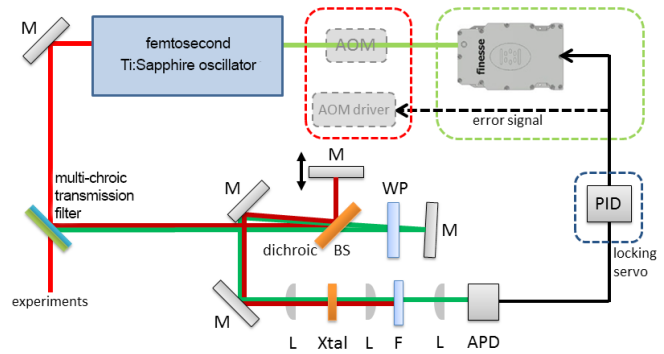 M
femtosecond
Ti:Sapphire oscillator
AOM
finesse
AOM driver
error signal
M
multi-chroic
transmission
filter
M
WP
PID
dichroic
BS
M
locking
servo
experiments
M
L
Xtal
L
F
L
APD